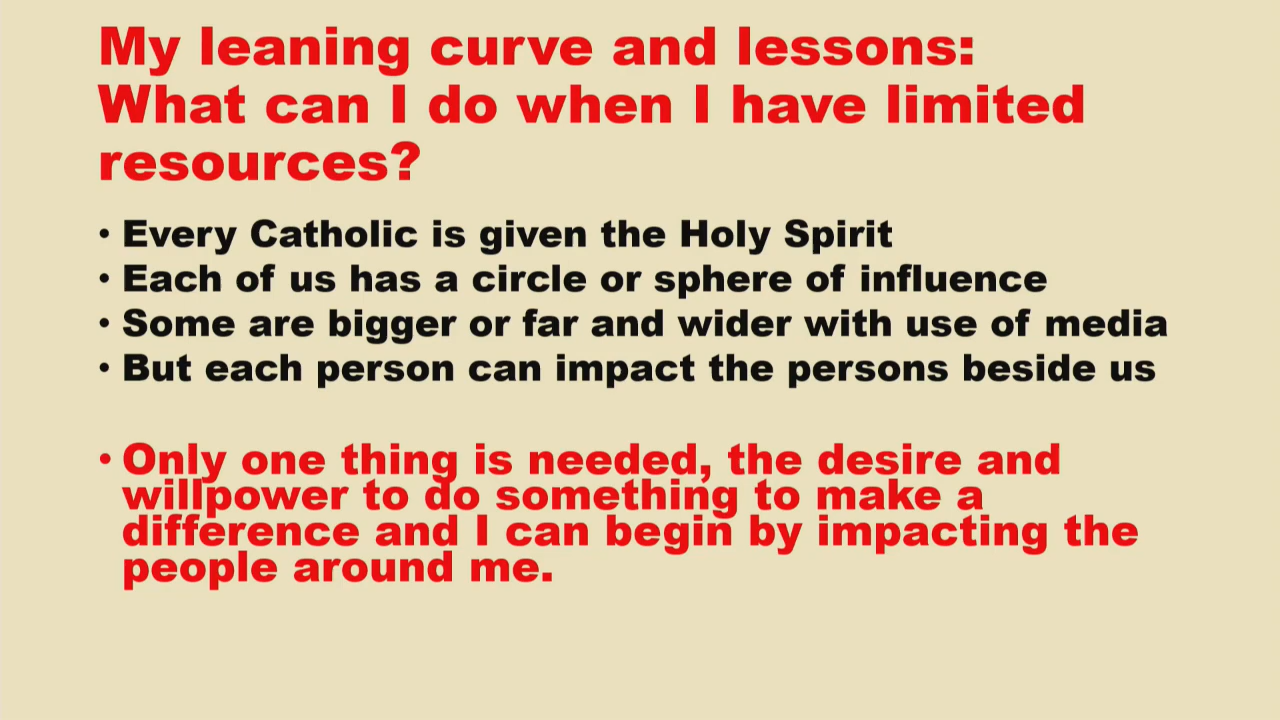 My leaning curve and lessons:
What can I do when I have limited
resources?
• Every Catholic is given the Holy Spirit
• Each of us has a circle or sphere of influence
• Some are bigger or far and wider with use of media
• But each person can impact the persons beside us
• Only one thing is needed, the desire and
willpower to do something to make a
difference and I can begin by impacting the
people around me.